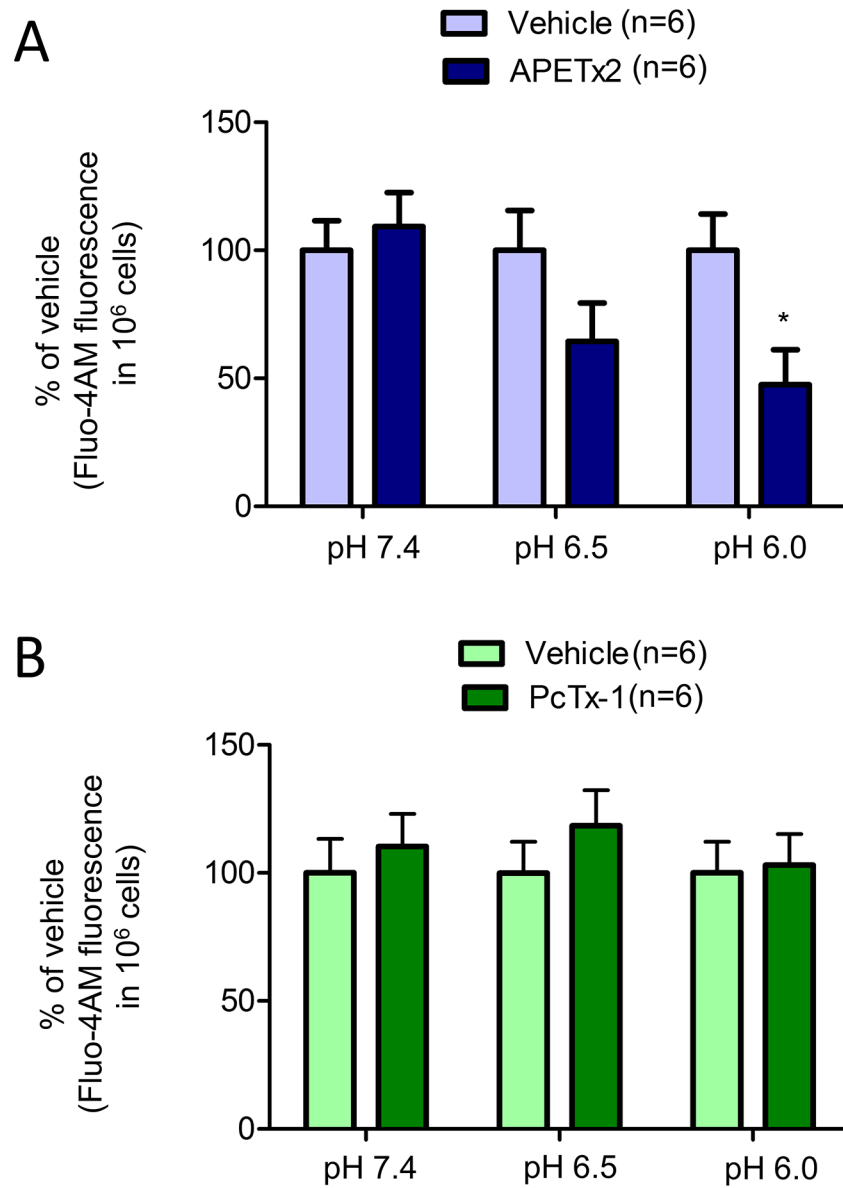 A
Vehicle (n=6)
APETx2 (n=6)
% of vehicle
(Fluo-4AM fluorescence
in 10⁶ cells)
150
100
50
0
*
pH 7.4
pH 6.5
pH 6.0
B
Vehicle(n=6)
PcTx-1(n=6)
% of vehicle
(Fluo-4AM fluorescence
in 10⁶ cells)
150
100
50
0
pH 7.4
pH 6.5
pH 6.0